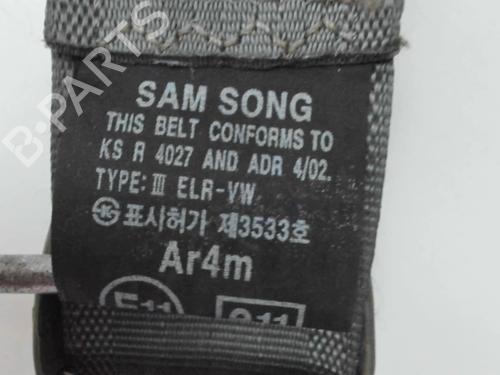 SAM SONG
THIS BELT CONFORMS TO
KS R 4027 AND ADR 4/02.
TYPE: Ⅲ ELR-VW
표시허가 제3533호
Ar4m
E11
B-PARTS